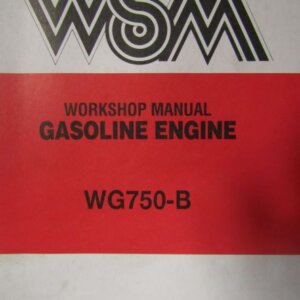 WSM
WORKSHOP MANUAL
GASOLINE ENGINE
WG750-B